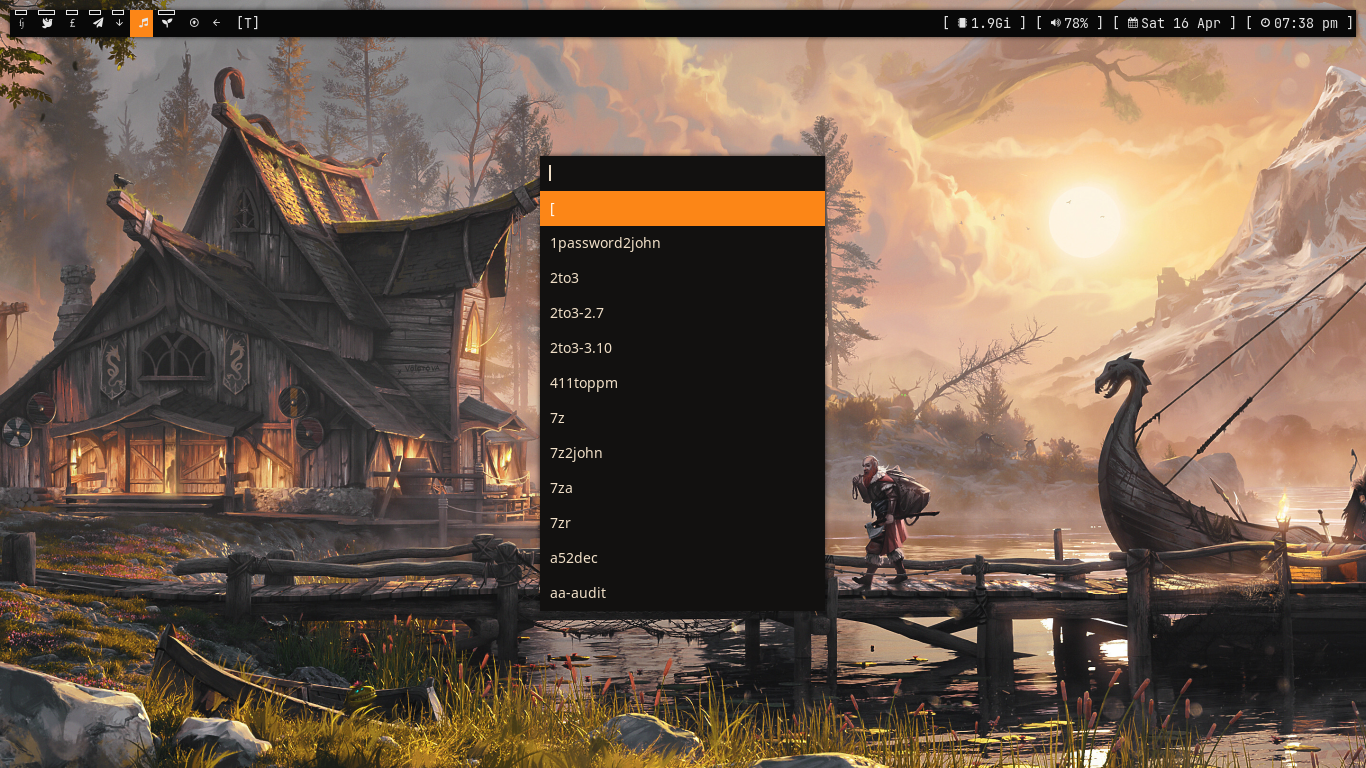 £ [T] [ 1.9Gi ] [ 78% ] [ Sat 16 Apr ] [ 07:38 pm ]
[
1password2john
2to3
2to3-2.7
2to3-3.10
411toppm
7z
7z2john
7za
7zr
a52dec
aa-audit